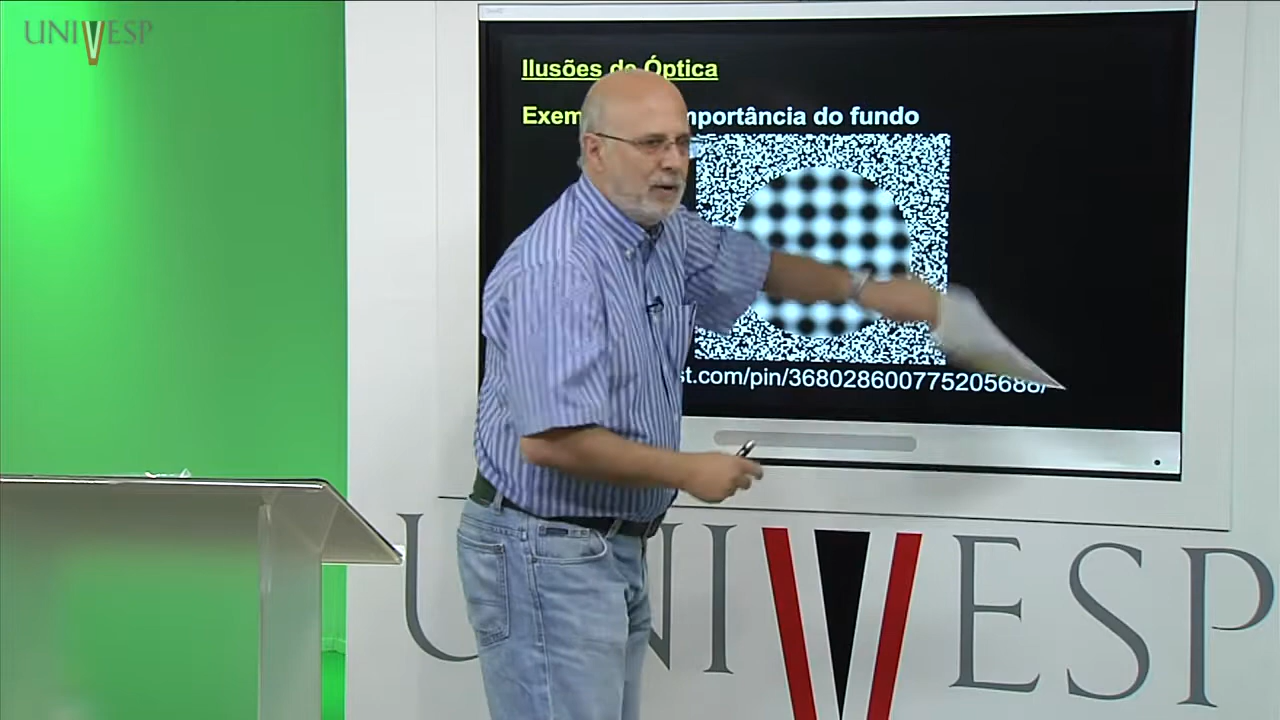 UNIVESP
Ilusões de Óptica
Exem mportância do fundo
st.com/pin/368028600775205688/
UNIVESP